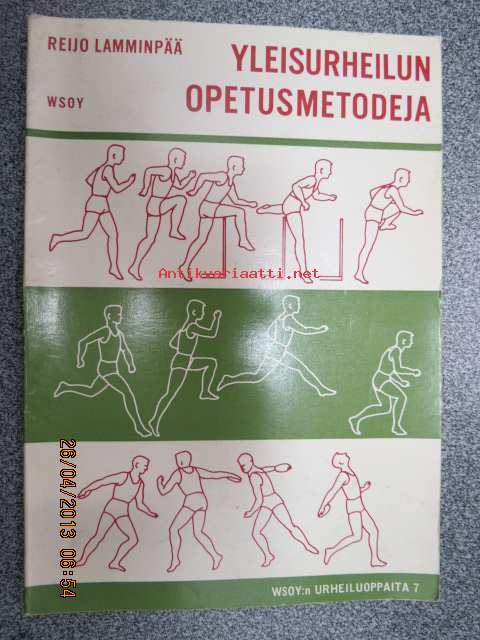 REIJO LAMMINPÄÄ
YLEISURHEILUN
OPETUSMETODEJA
WSOY
Antikvariaatti.net
26/04/2013 06:54
WSOY:n URHEILUOPPAITA 7